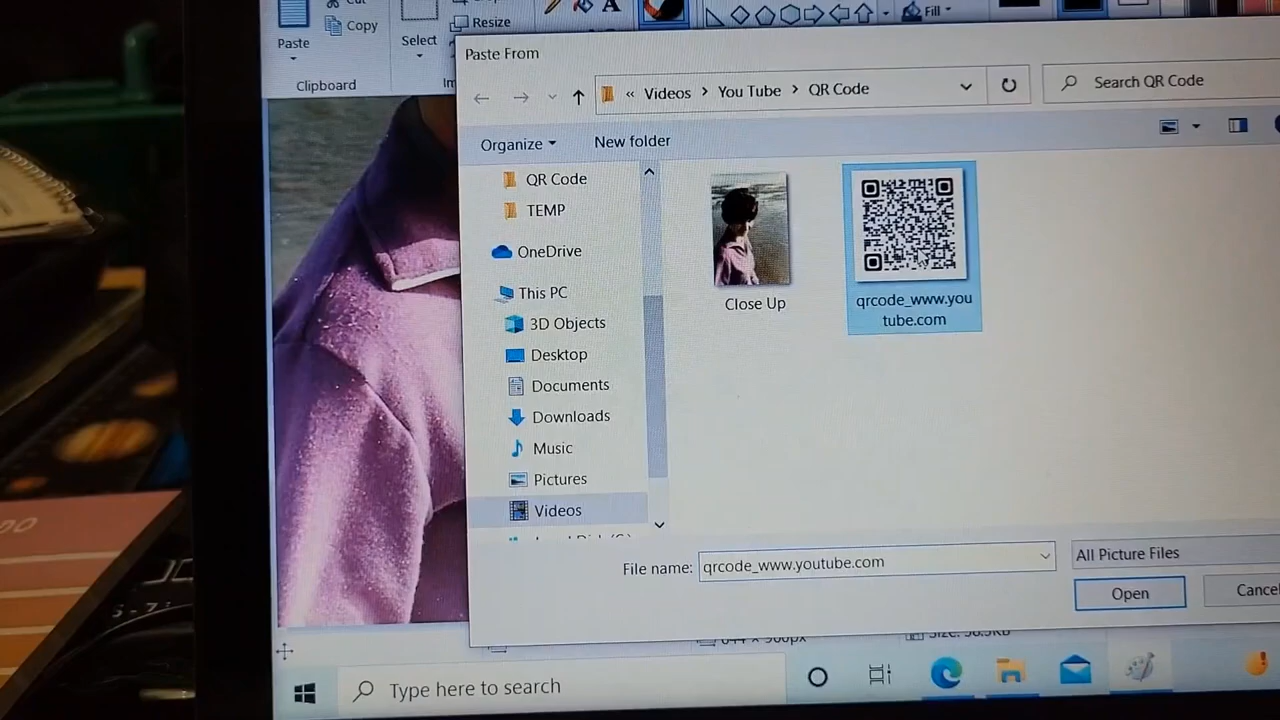 Cut
Copy
Paste
Clipboard
Select
Resize
A
Fill
Paste From
« Videos > You Tube > QR Code
Search QR Code
Organize
New folder
QR Code
TEMP
OneDrive
This PC
3D Objects
Desktop
Documents
Downloads
Music
Pictures
Videos
Close Up
qrcode_www.you
tube.com
File name:
qrcode_www.youtube.com
All Picture Files
Open
Cancel
Type here to search